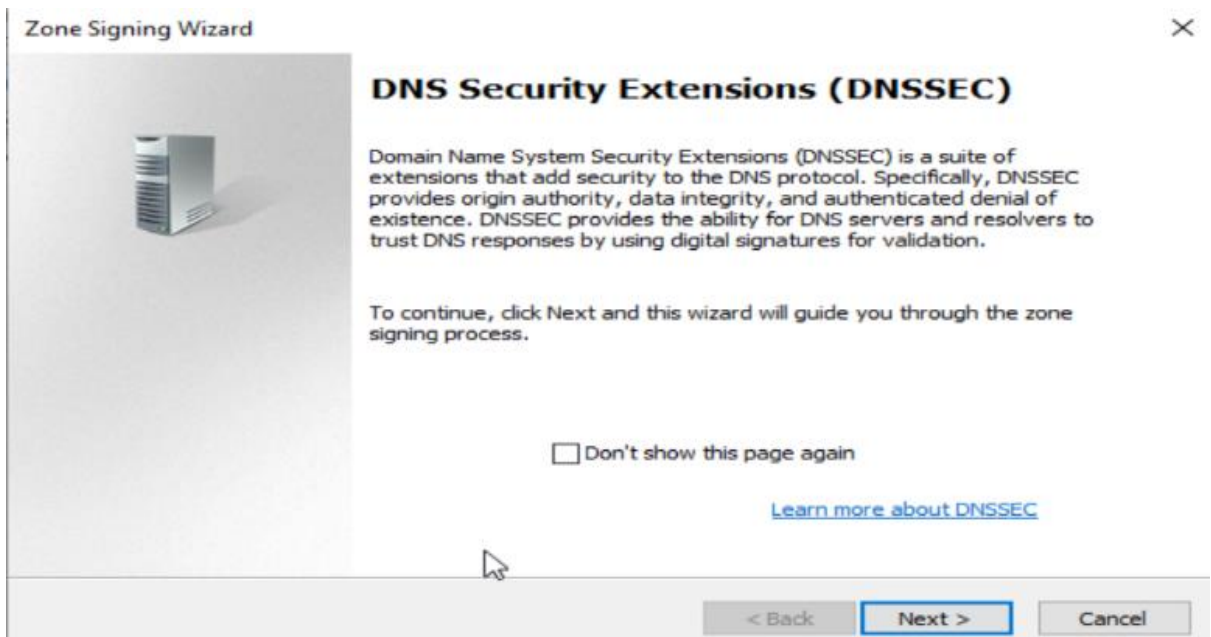 Zone Signing Wizard
DNS Security Extensions (DNSSEC)
Domain Name System Security Extensions (DNSSEC) is a suite of
extensions that add security to the DNS protocol. Specifically, DNSSEC
provides origin authority, data integrity, and authenticated denial of
existence. DNSSEC provides the ability for DNS servers and resolvers to
trust DNS responses by using digital signatures for validation.
To continue, click Next and this wizard will guide you through the zone
signing process.
Don't show this page again
Learn more about DNSSEC
< Back Next > Cancel